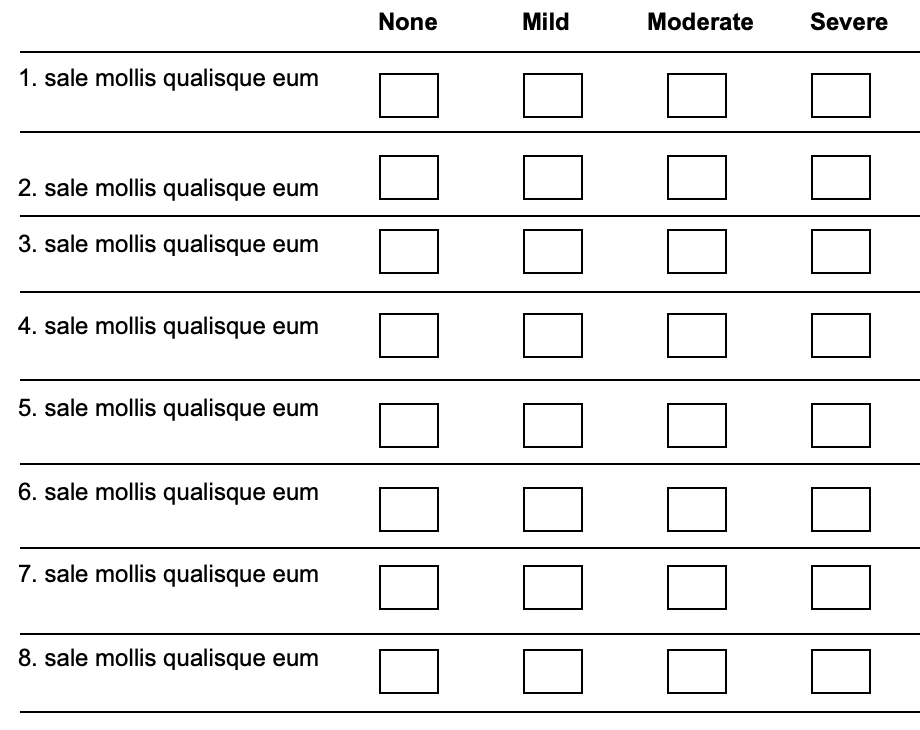 None Mild Moderate Severe
1. sale mollis qualisque eum
2. sale mollis qualisque eum
3. sale mollis qualisque eum
4. sale mollis qualisque eum
5. sale mollis qualisque eum
6. sale mollis qualisque eum
7. sale mollis qualisque eum
8. sale mollis qualisque eum